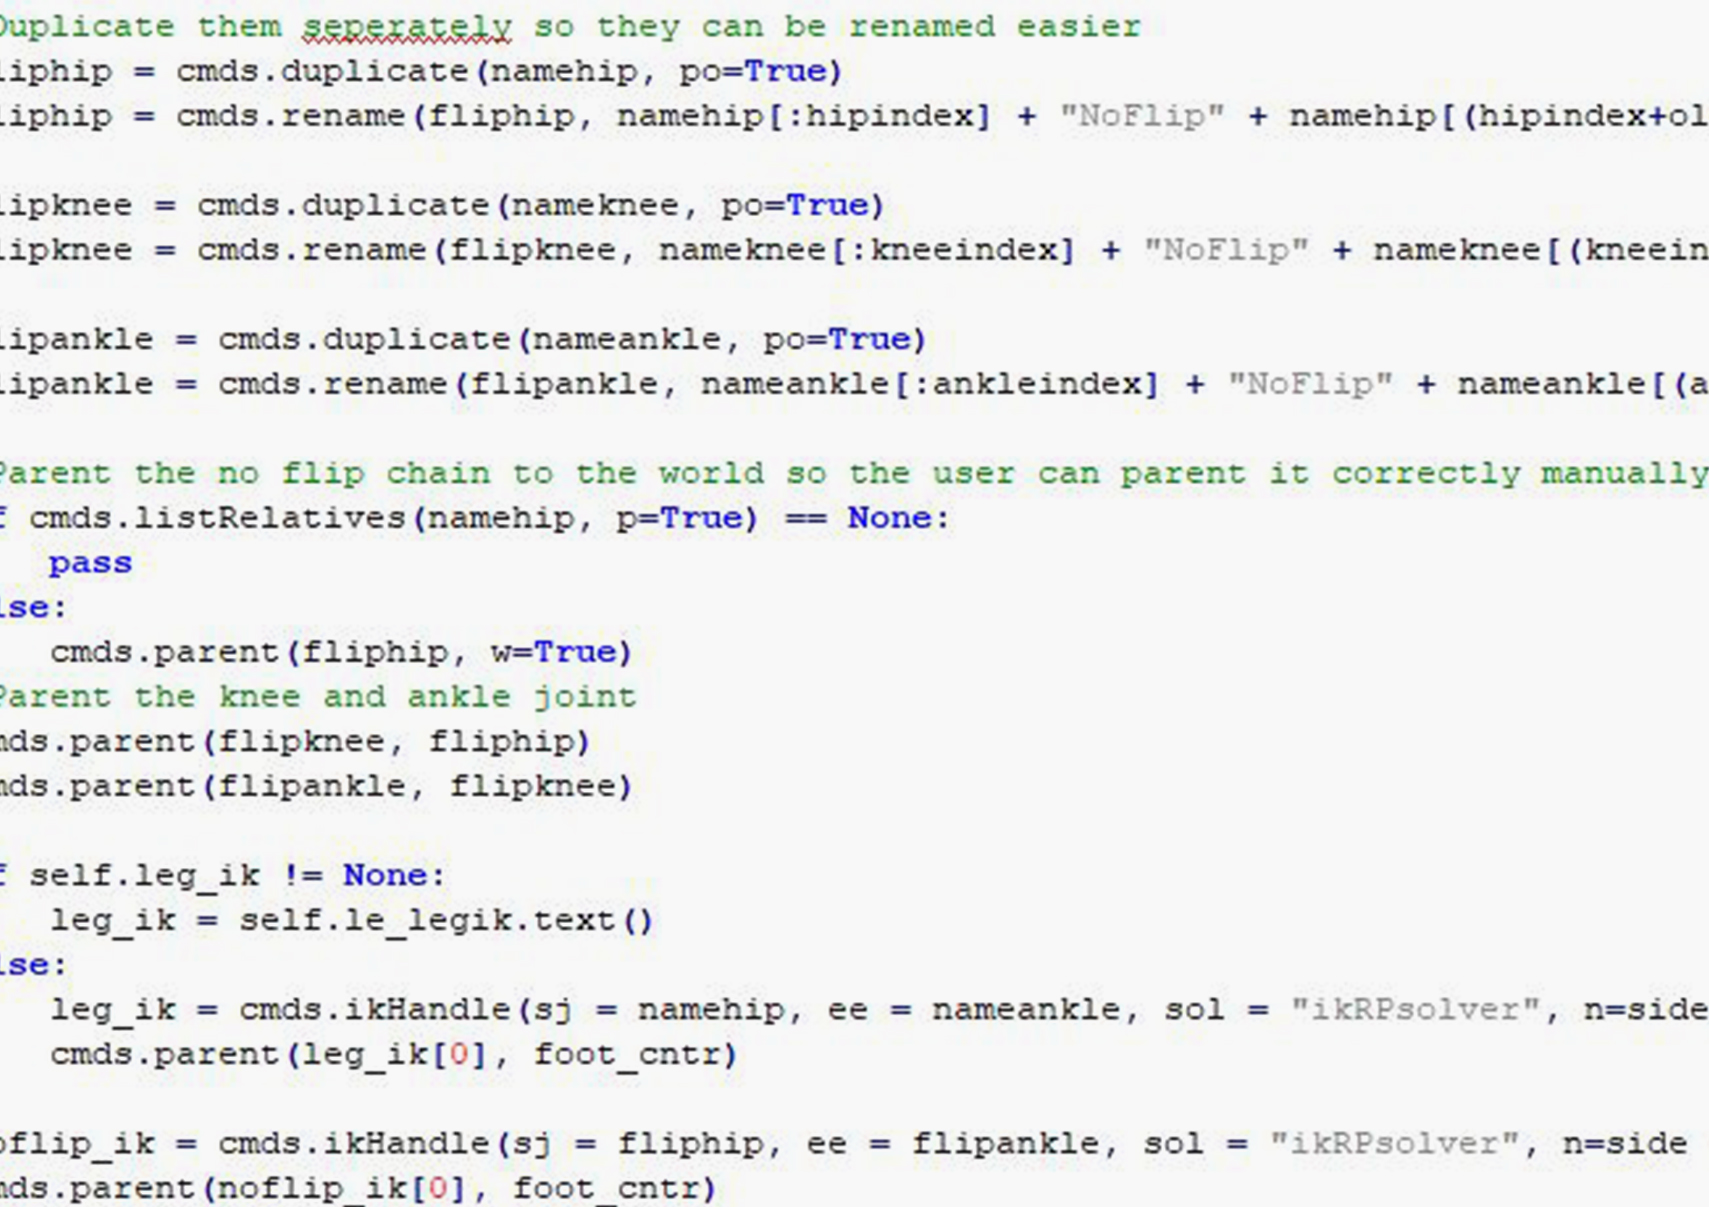 Duplicate them seperately so they can be renamed easier
liphip = cmds.duplicate(namehip, po=True)
liphip = cmds.rename(fliphip, namehip[:hipindex] + "NoFlip" + namehip[(hipindex+ol
lipknee = cmds.duplicate(nameknee, po=True)
lipknee = cmds.rename(flipknee, nameknee[:kneeindex] + "NoFlip" + nameknee[(kneein
lipankle = cmds.duplicate(nameankle, po=True)
lipankle = cmds.rename(flipankle, nameankle[:ankleindex] + "NoFlip" + nameankle[(a
Parent the no flip chain to the world so the user can parent it correctly manually
f cmds.listRelatives(namehip, p=True) == None:
pass
lse:
cmds.parent(fliphip, w=True)
Parent the knee and ankle joint
mds.parent(flipknee, fliphip)
mds.parent(flipankle, flipknee)
f self.leg_ik != None:
leg_ik = self.le_legik.text()
lse:
leg_ik = cmds.ikHandle(sj = namehip, ee = nameankle, sol = "ikRPsolver", n=side
cmds.parent(leg_ik[0], foot_cntr)
oflip_ik = cmds.ikHandle(sj = fliphip, ee = flipankle, sol = "ikRPsolver", n=side
mds.parent(noflip_ik[0], foot_cntr)